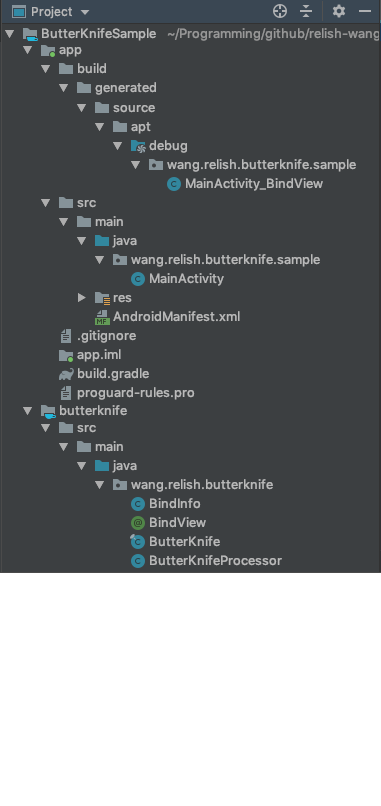 Project
ButterKnifeSample ~/Programming/github/relish-wang
app
build
generated
source
apt
debug
wang.relish.butterknife.sample
C MainActivity_BindView
src
main
java
wang.relish.butterknife.sample
C MainActivity
res
MF AndroidManifest.xml
.gitignore
app.iml
build.gradle
proguard-rules.pro
butterknife
src
main
java
wang.relish.butterknife
C BindInfo
@ BindView
C ButterKnife
C ButterKnifeProcessor